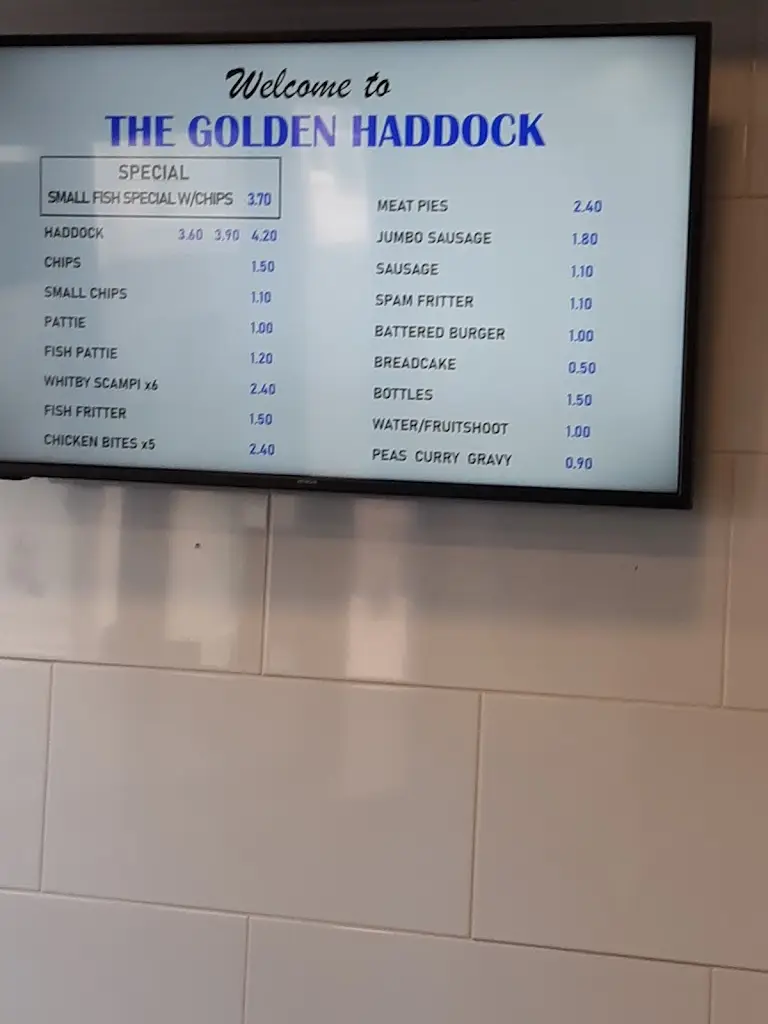 Welcome to
THE GOLDEN HADDOCK
SPECIAL
SMALL FISH SPECIAL W/CHIPS 3.70
HADDOCK 3.60 3.90 4.20
CHIPS 1.50
SMALL CHIPS 1.10
PATTIE 1.00
FISH PATTIE 1.20
WHITBY SCAMPI x6 2.40
FISH FRITTER 1.50
CHICKEN BITES x5 2.40
MEAT PIES 2.40
JUMBO SAUSAGE 1.80
SAUSAGE 1.10
SPAM FRITTER 1.10
BATTERED BURGER 1.00
BREADCAKE 0.50
BOTTLES 1.50
WATER/FRUITSHOOT 1.00
PEAS CURRY GRAVY 0.90